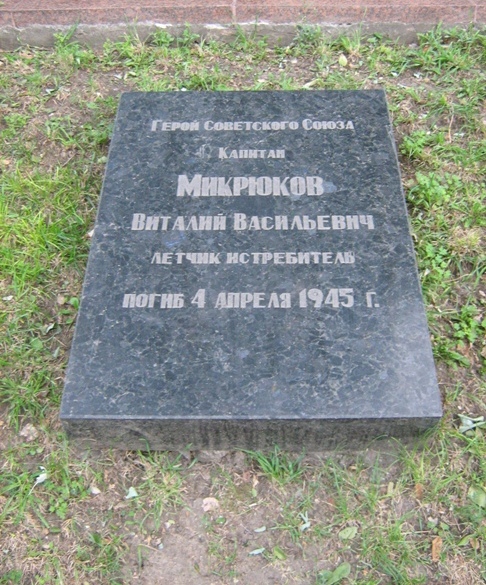 Герой Советского Союза
Капитан
Микрюков
Виталий Васильевич
летчик истребитель
погиб 4 апреля 1945 г.